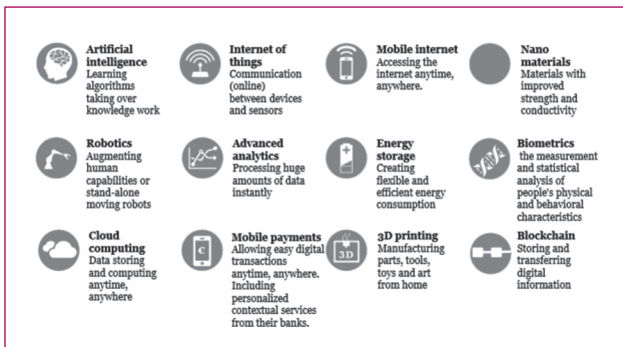 Artificial
intelligence
Learning
algorithms
taking over
knowledge work
Internet of
things
Communication
(online)
between devices
and sensors
Mobile internet
Accessing the
internet anytime,
anywhere.
Nano
materials
Materials with
improved
strength and
conductivity
Robotics
Augmenting
human
capabilities or
stand-alone
moving robots
Advanced
analytics
Processing huge
amounts of data
instantly
Energy
storage
Creating
flexible and
efficient energy
consumption
Biometrics
the measurement
and statistical
analysis of
people's physical
and behavioral
characteristics
Cloud
computing
Data storing
and computing
anytime,
anywhere
€
Mobile payments
Allowing easy digital
transactions
anytime, anywhere.
Including
personalized
contextual services
from their banks.
3D
3D printing
Manufacturing
parts, tools,
toys and art
from home
Blockchain
Storing and
transferring
digital
information